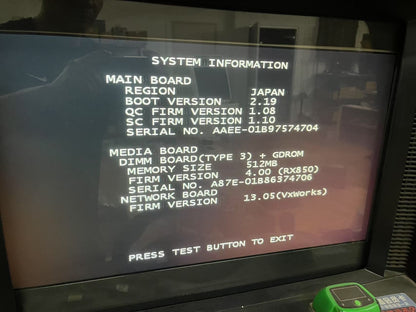 SYSTEM INFORMATION
MAIN BOARD
REGION JAPAN
BOOT VERSION 2.19
QC FIRM VERSION 1.08
SC FIRM VERSION 1.10
SERIAL NO. AAEE-01B97574704
MEDIA BOARD
DIMM BOARD(TYPE 3) + GDROM
MEMORY SIZE 512MB
FIRM VERSION 4.00 (RX850)
SERIAL NO. A87E-01B86374706
NETWORK BOARD 13.05(VxWorks)
FIRM VERSION
PRESS TEST BUTTON TO EXIT